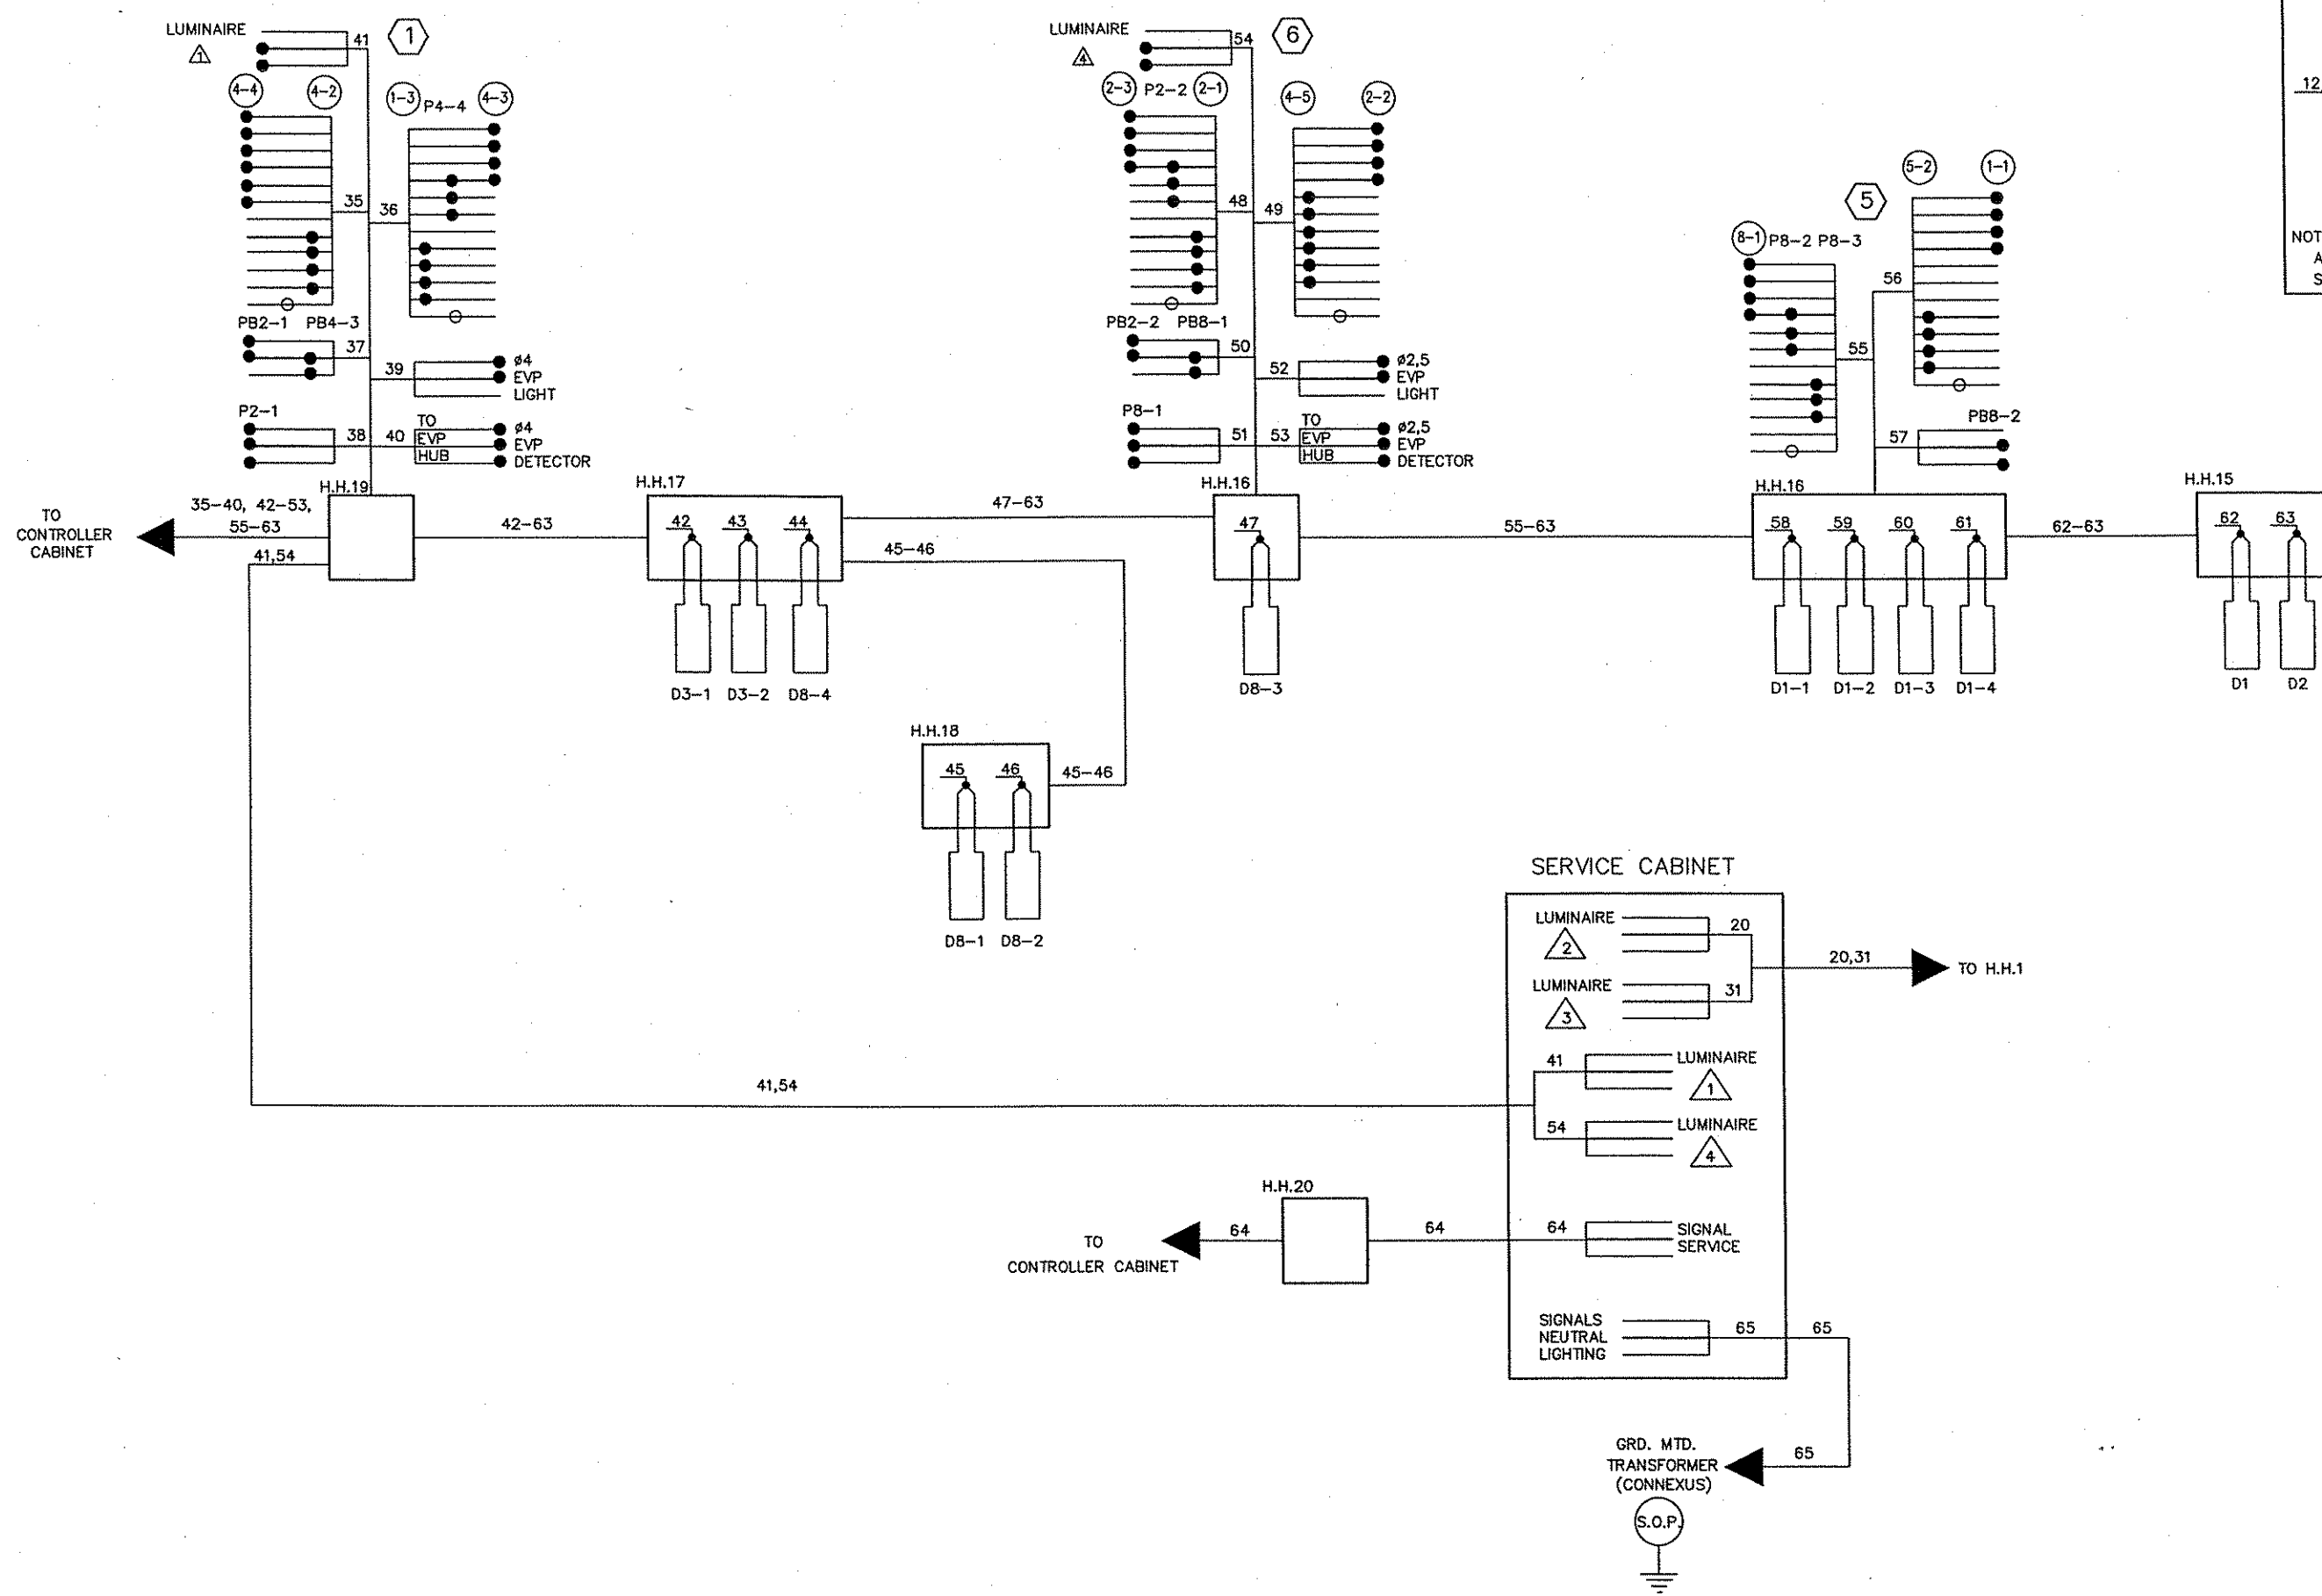 LUMINAIRE
1
41
1
4-4
4-2
1-3
P4-4
4-3
35
36
PB2-1
PB4-3
37
39
ø4
EVP
LIGHT
P2-1
38
40
TO
EVP
HUB
ø4
EVP
DETECTOR
LUMINAIRE
4
54
6
2-3
P2-2
2-1
4-5
2-2
48
49
PB2-2
PB8-1
50
52
ø2,5
EVP
LIGHT
P8-1
51
53
TO
EVP
HUB
ø2,5
EVP
DETECTOR
5
5-2
1-1
8-1
P8-2
P8-3
55
56
57
PB8-2
12
NOT
A
S
TO
CONTROLLER
CABINET
35-40, 42-53,
55-63
41,54
H.H.19
42-63
H.H.17
42
43
44
D3-1
D3-2
D8-4
47-63
45-46
H.H.16
47
D8-3
55-63
H.H.16
58
59
60
61
D1-1
D1-2
D1-3
D1-4
62-63
H.H.15
62
63
D1
D2
H.H.18
45
46
45-46
D8-1
D8-2
41,54
SERVICE CABINET
LUMINAIRE
2
20
LUMINAIRE
3
31
20,31
TO H.H.1
41
LUMINAIRE
1
54
LUMINAIRE
4
H.H.20
TO
CONTROLLER CABINET
64
64
64
SIGNAL
SERVICE
SIGNALS
NEUTRAL
LIGHTING
65
65
GRD. MTD.
TRANSFORMER
(CONNEXUS)
65
S.O.P.